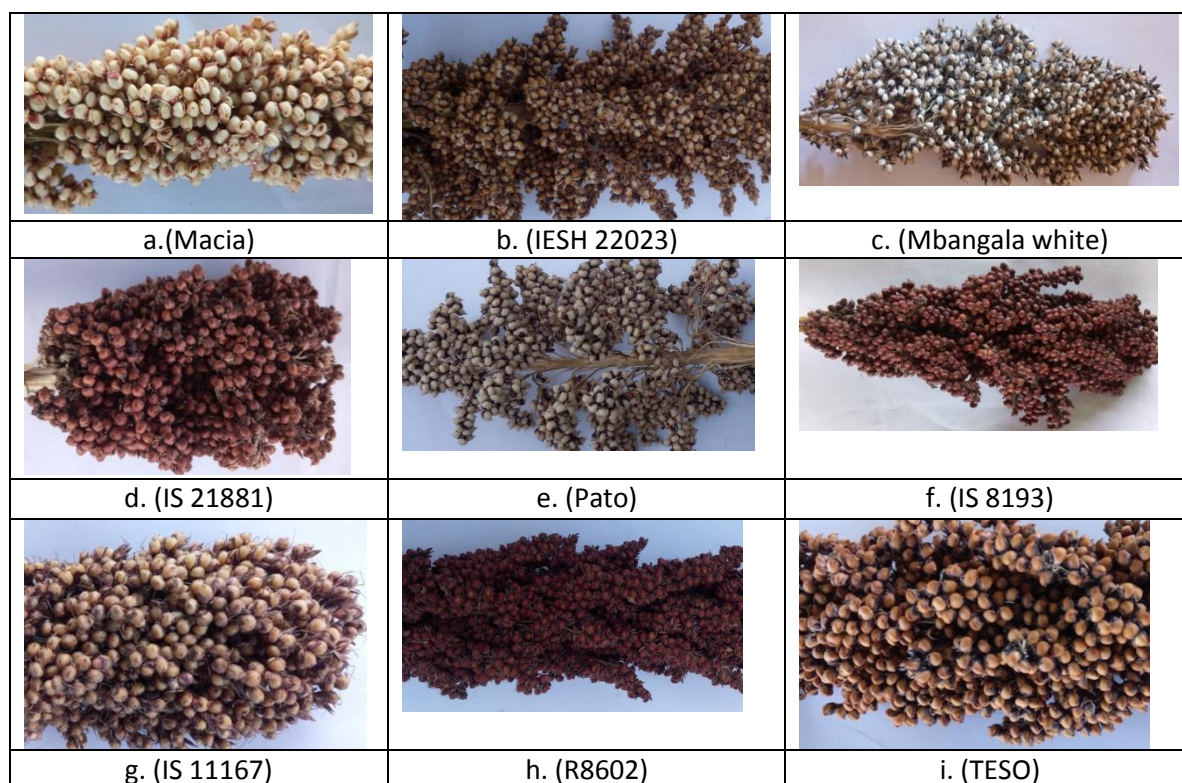 a.(Macia)
b. (IESH 22023)
c. (Mbangala white)
d. (IS 21881)
e. (Pato)
f. (IS 8193)
g. (IS 11167)
h. (R8602)
i. (TESO)